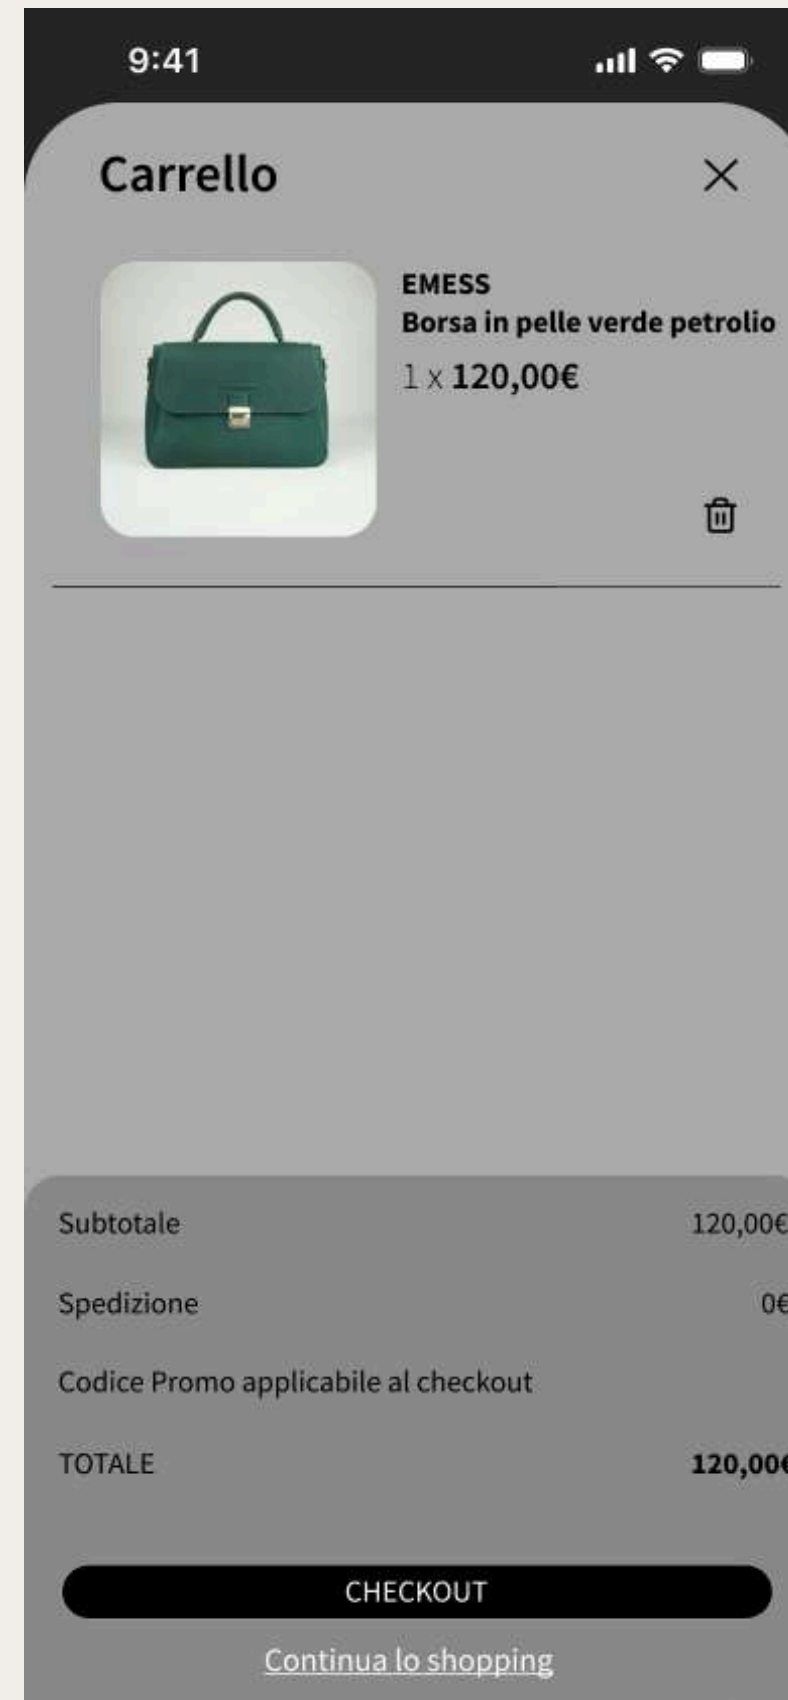 9:41
Carrello
EMESS
Borsa in pelle verde petrolio
1 x 120,00€
Subtotale 120,00€
Spedizione 0€
Codice Promo applicabile al checkout
TOTALE 120,00€
CHECKOUT
Continua lo shopping